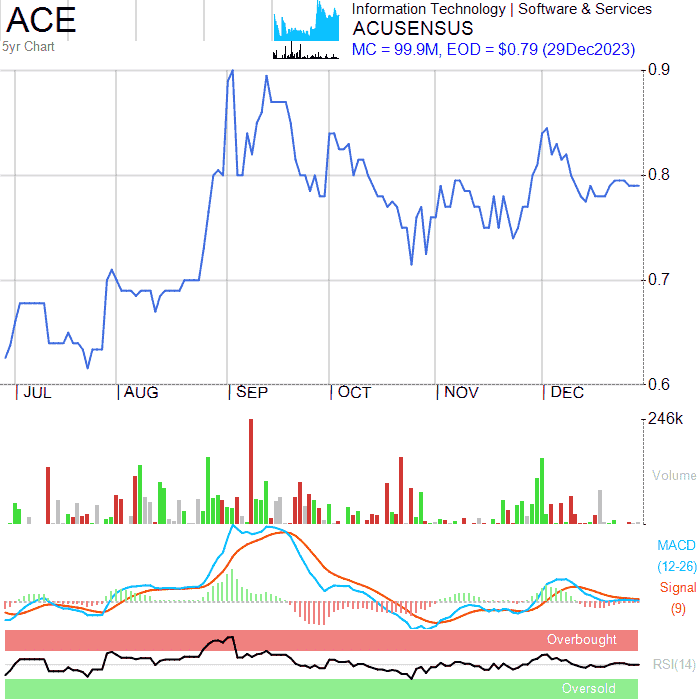 ACE
5yr Chart
Information Technology | Software & Services
ACUSENSUS
MC = 99.9M, EOD = $0.79 (29Dec2023)
0.9
0.8
0.7
0.6
JUL
AUG
SEP
OCT
NOV
DEC
246k
Volume
MACD
(12-26)
Signal
(9)
Overbought
RSI(14)
Oversold